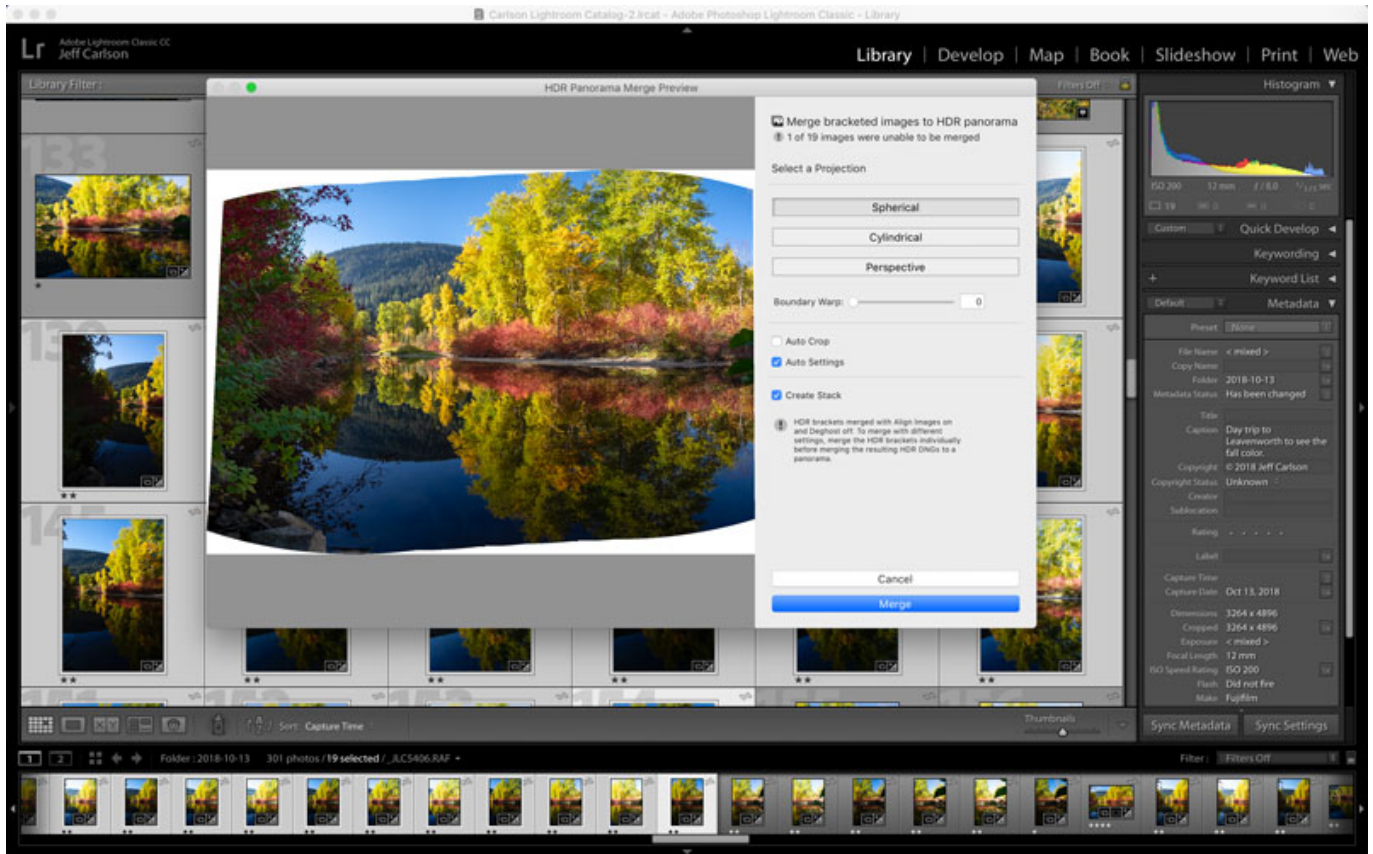 Carlson Lightroom Catalog-2.lrcat - Adobe Photoshop Lightroom Classic - Library
Lr
Adobe Lightroom Classic CC
Jeff Carlson
Library | Develop | Map | Book | Slideshow | Print | Web
Library Filter:
Filters Off
HDR Panorama Merge Preview
Merge bracketed images to HDR panorama
1 of 19 images were unable to be merged
Select a Projection
Spherical
Cylindrical
Perspective
Boundary Warp: 0
Auto Crop
Auto Settings
Create Stack
HDR brackets merged with Align Images on
and Deghost off. To merge with different
settings, merge the HDR brackets individually
before merging the resulting HDR DNGs to a
panorama.
Cancel
Merge
133
139
145
151
Histogram
ISO 200 12 mm f / 8.0
19
Custom Quick Develop
Keywording
+ Keyword List
Default Metadata
Preset None
File Name < mixed >
Copy Name
Folder 2018-10-13
Metadata Status Has been changed
Title
Caption Day trip to
Leavenworth to see the
fall color.
Copyright © 2018 Jeff Carlson
Copyright Status Unknown
Creator
Sublocation
Rating
Label
Capture Time
Capture Date Oct 13, 2018
Dimensions 3264 x 4896
Cropped 3264 x 4896
Exposure < mixed >
Focal Length 12 mm
ISO Speed Rating ISO 200
Flash Did not fire
Make Fujifilm
Sync Metadata Sync Settings
Sort: Capture Time
Thumbnails
1 2 Folder : 2018-10-13 301 photos / 19 selected / _JLC5406.RAF
Filter : Filters Off